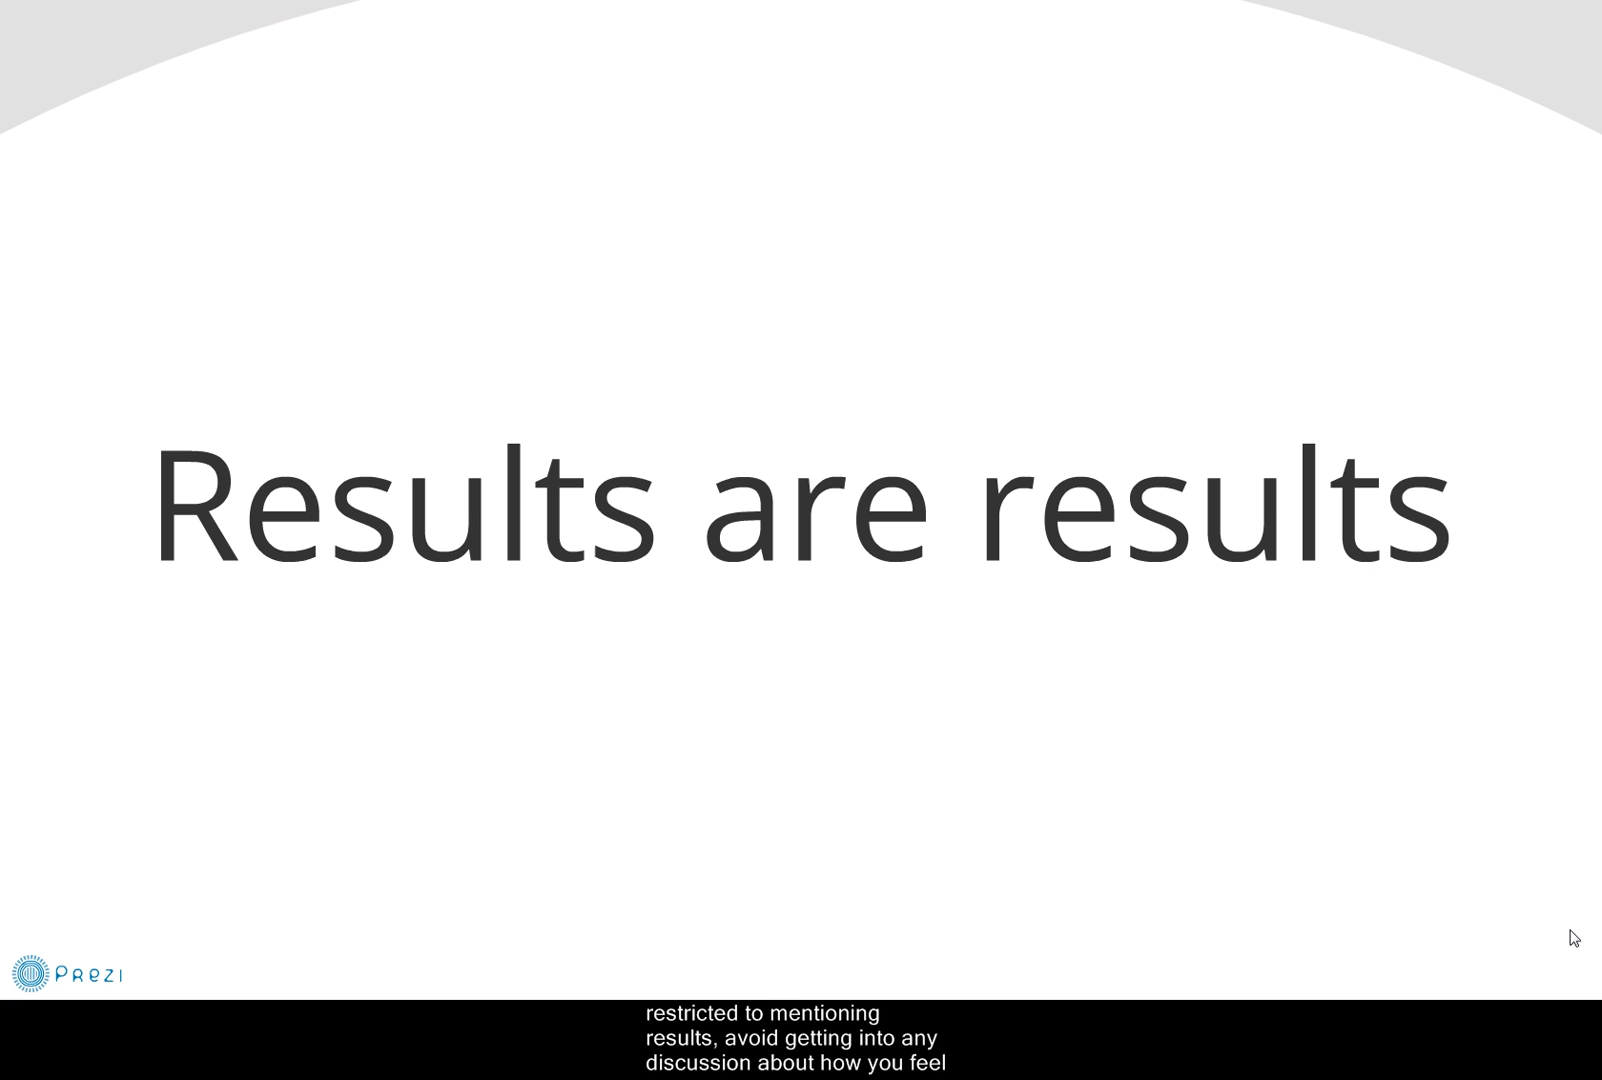 Results are results
Prezi
restricted to mentioning
results, avoid getting into any
discussion about how you feel